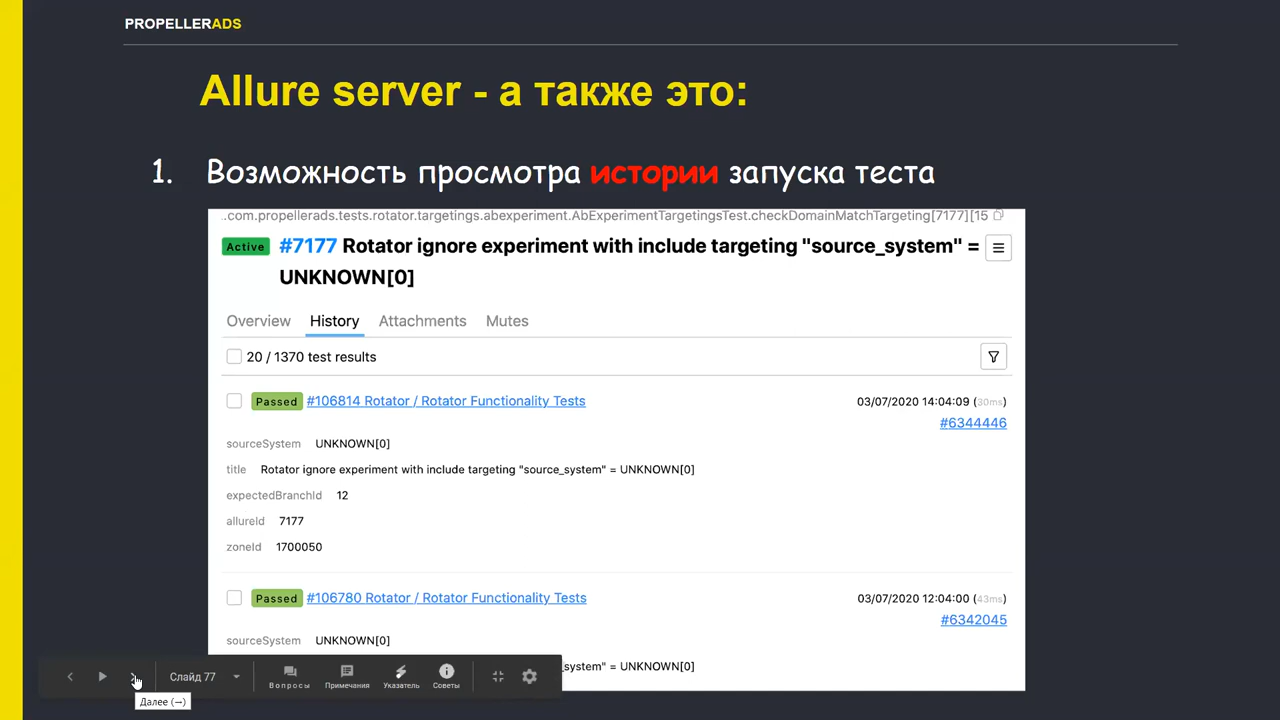 PROPELLERADS
Allure server - а также это:
1. Возможность просмотра истории запуска теста
..com.propellerads.tests.rotator.targetings.abexperiment.AbExperimentTargetingsTest.checkDomainMatchTargeting[7177][15
Active #7177 Rotator ignore experiment with include targeting "source_system" =
UNKNOWN[0]
Overview History Attachments Mutes
20 / 1370 test results
Passed #106814 Rotator / Rotator Functionality Tests 03/07/2020 14:04:09 (30ms)
#6344446
sourceSystem UNKNOWN[0]
title Rotator ignore experiment with include targeting "source_system" = UNKNOWN[0]
expectedBranchId 12
allureId 7177
zoneId 1700050
Passed #106780 Rotator / Rotator Functionality Tests 03/07/2020 12:04:00 (43ms)
#6342045
sourceSystem UNKNOWN[0]
_system" = UNKNOWN[0]
Слайд 77
Вопросы Примечания Указатель Советы
Далее (→)